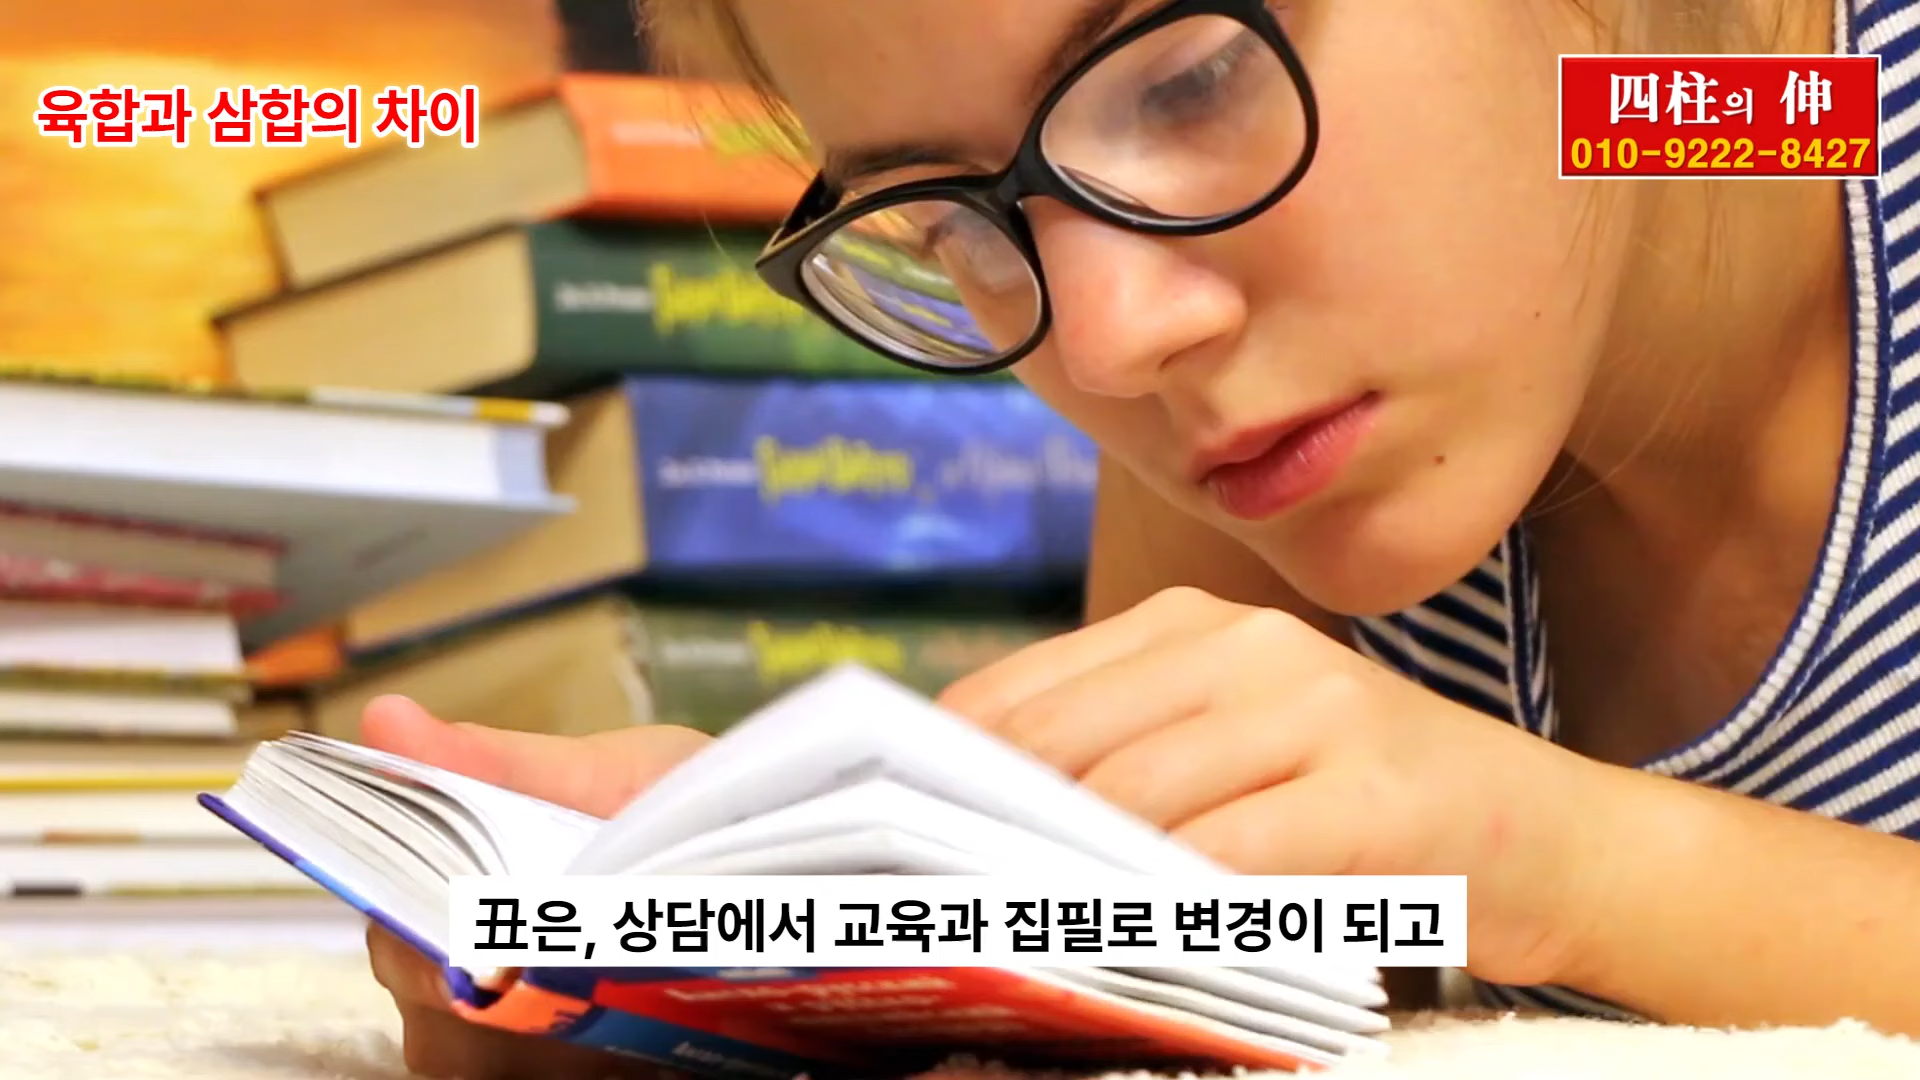 육합과 삼합의 차이
四柱의 伸
010-9222-8427
丑은, 상담에서 교육과 집필로 변경이 되고